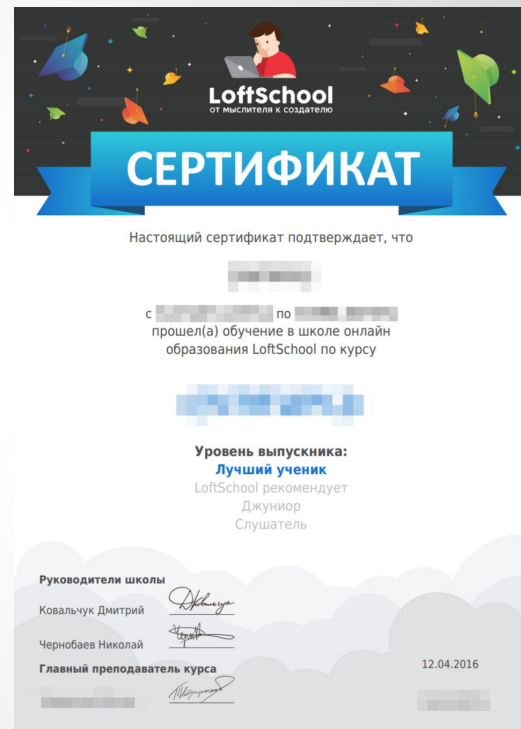 LoftSchool
от мыслителя к создателю
СЕРТИФИКАТ
Настоящий сертификат подтверждает, что
с по
прошел(а) обучение в школе онлайн
образования LoftSchool по курсу
Уровень выпускника:
Лучший ученик
LoftSchool рекомендует
Джуниор
Слушатель
Руководители школы
Ковальчук Дмитрий
Чернобаев Николай
Главный преподаватель курса
12.04.2016